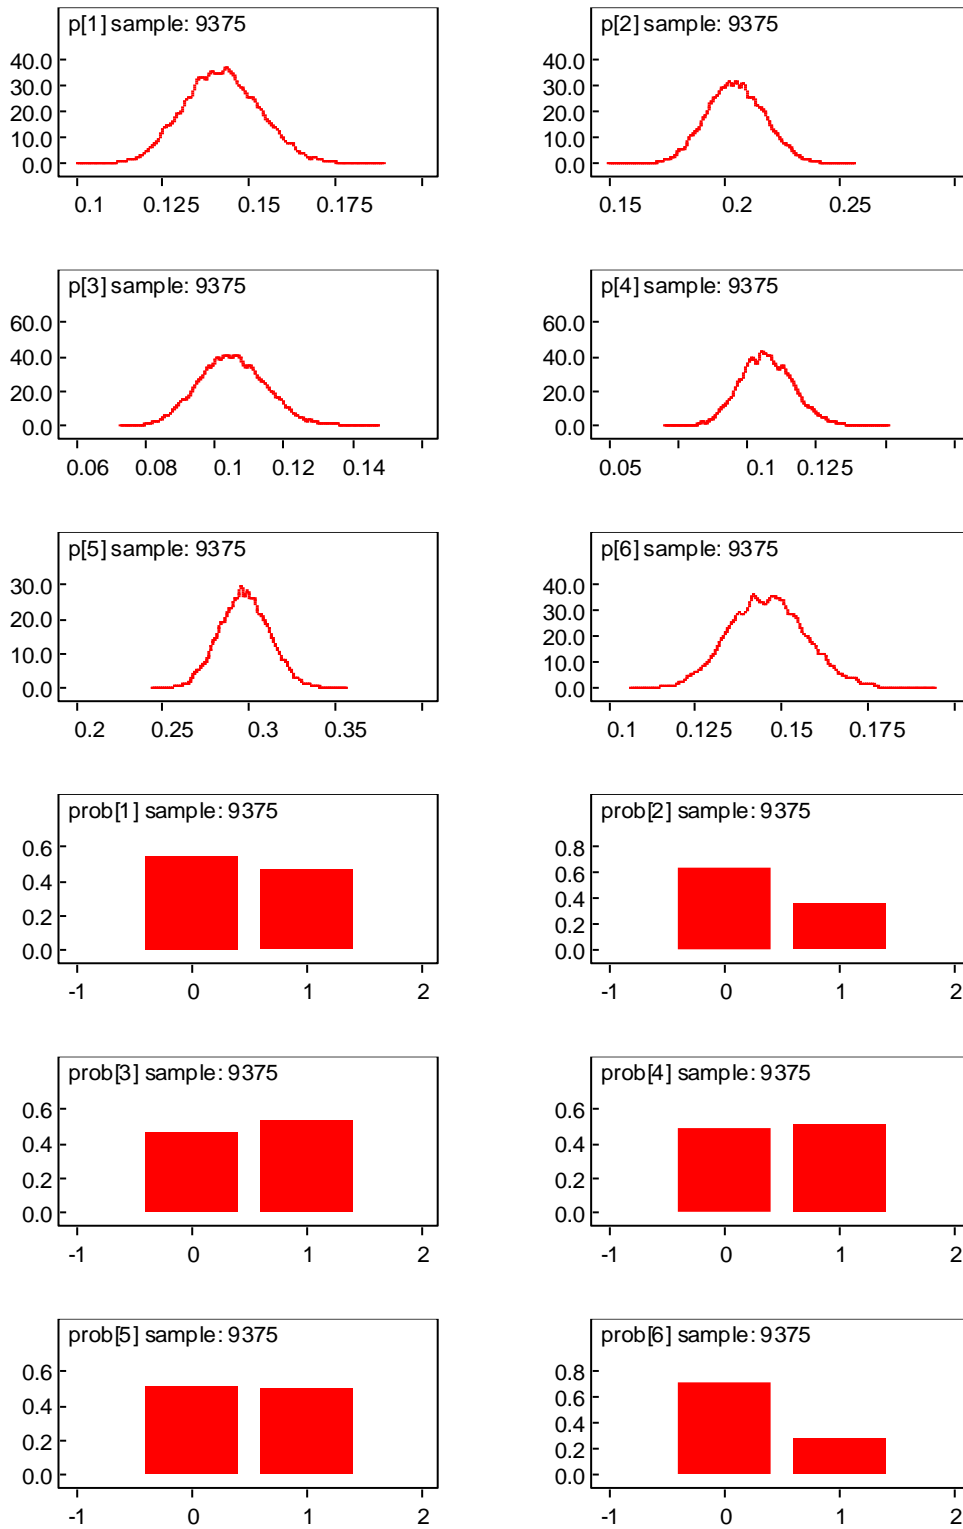 p[1] sample: 9375
40.0
30.0
20.0
10.0
0.0
0.1 0.125 0.15 0.175
p[2] sample: 9375
40.0
30.0
20.0
10.0
0.0
0.15 0.2 0.25
p[3] sample: 9375
60.0
40.0
20.0
0.0
0.06 0.08 0.1 0.12 0.14
p[4] sample: 9375
60.0
40.0
20.0
0.0
0.05 0.1 0.125
p[5] sample: 9375
30.0
20.0
10.0
0.0
0.2 0.25 0.3 0.35
p[6] sample: 9375
40.0
30.0
20.0
10.0
0.0
0.1 0.125 0.15 0.175
prob[1] sample: 9375
0.6
0.4
0.2
0.0
-1 0 1 2
prob[2] sample: 9375
0.8
0.6
0.4
0.2
0.0
-1 0 1 2
prob[3] sample: 9375
0.6
0.4
0.2
0.0
-1 0 1 2
prob[4] sample: 9375
0.6
0.4
0.2
0.0
-1 0 1 2
prob[5] sample: 9375
0.6
0.4
0.2
0.0
-1 0 1 2
prob[6] sample: 9375
0.8
0.6
0.4
0.2
0.0
-1 0 1 2